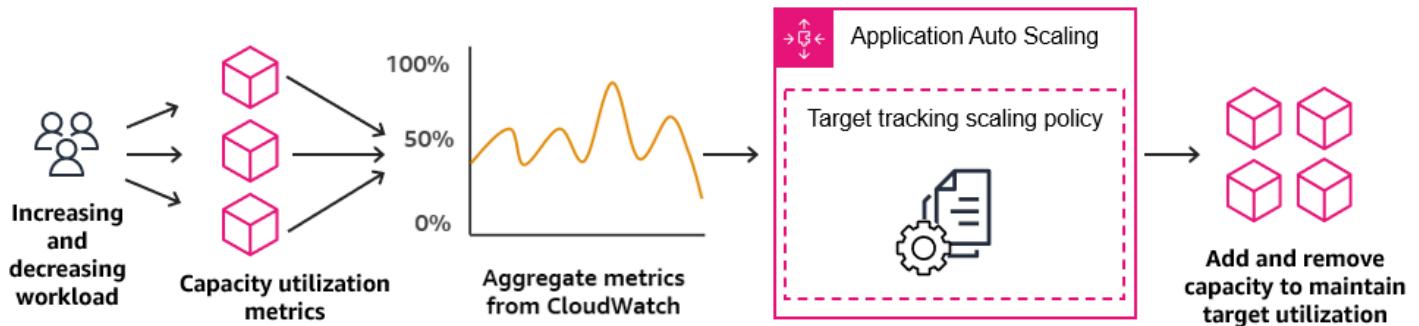 Increasing
and
decreasing
workload
Capacity utilization
metrics
100%
50%
0%
Aggregate metrics
from CloudWatch
Application Auto Scaling
Target tracking scaling policy
Add and remove
capacity to maintain
target utilization